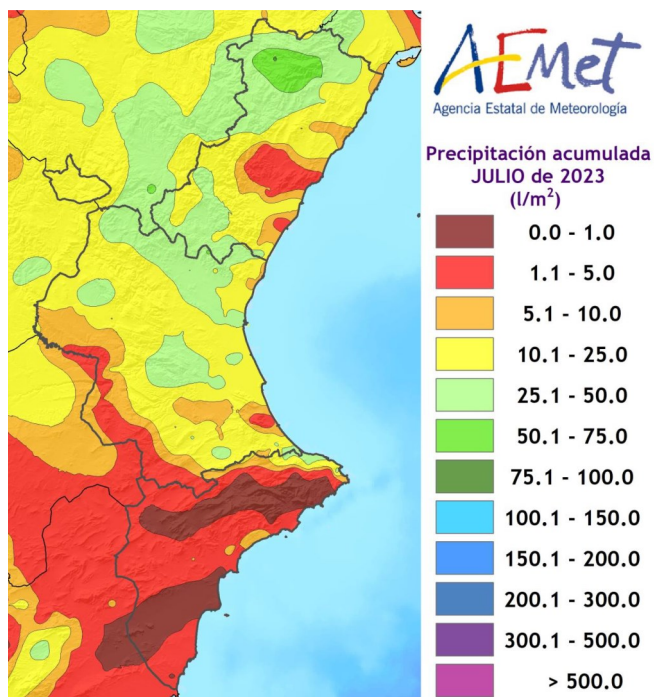 AEMet
Agencia Estatal de Meteorología
Precipitación acumulada
JULIO de 2023
(l/m²)
0.0 - 1.0
1.1 - 5.0
5.1 - 10.0
10.1 - 25.0
25.1 - 50.0
50.1 - 75.0
75.1 - 100.0
100.1 - 150.0
150.1 - 200.0
200.1 - 300.0
300.1 - 500.0
> 500.0